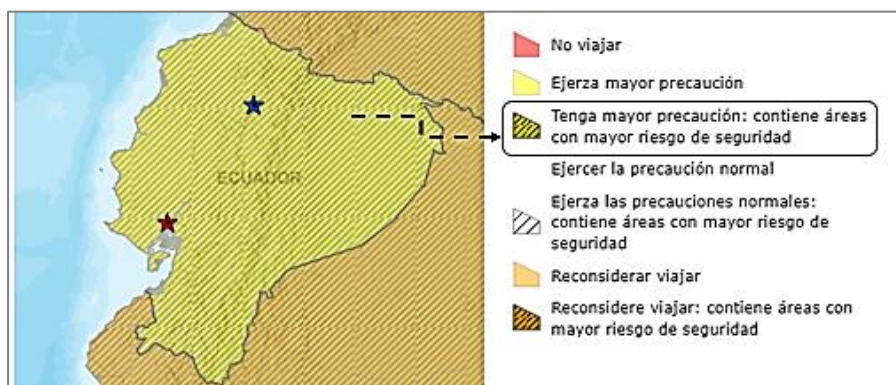 ECUADOR
No viajar
Ejerza mayor precaución
Tenga mayor precaución: contiene áreas
con mayor riesgo de seguridad
Ejercer la precaución normal
Ejerza las precauciones normales:
contiene áreas con mayor riesgo de
seguridad
Reconsiderar viajar
Reconsidere viajar: contiene áreas con
mayor riesgo de seguridad